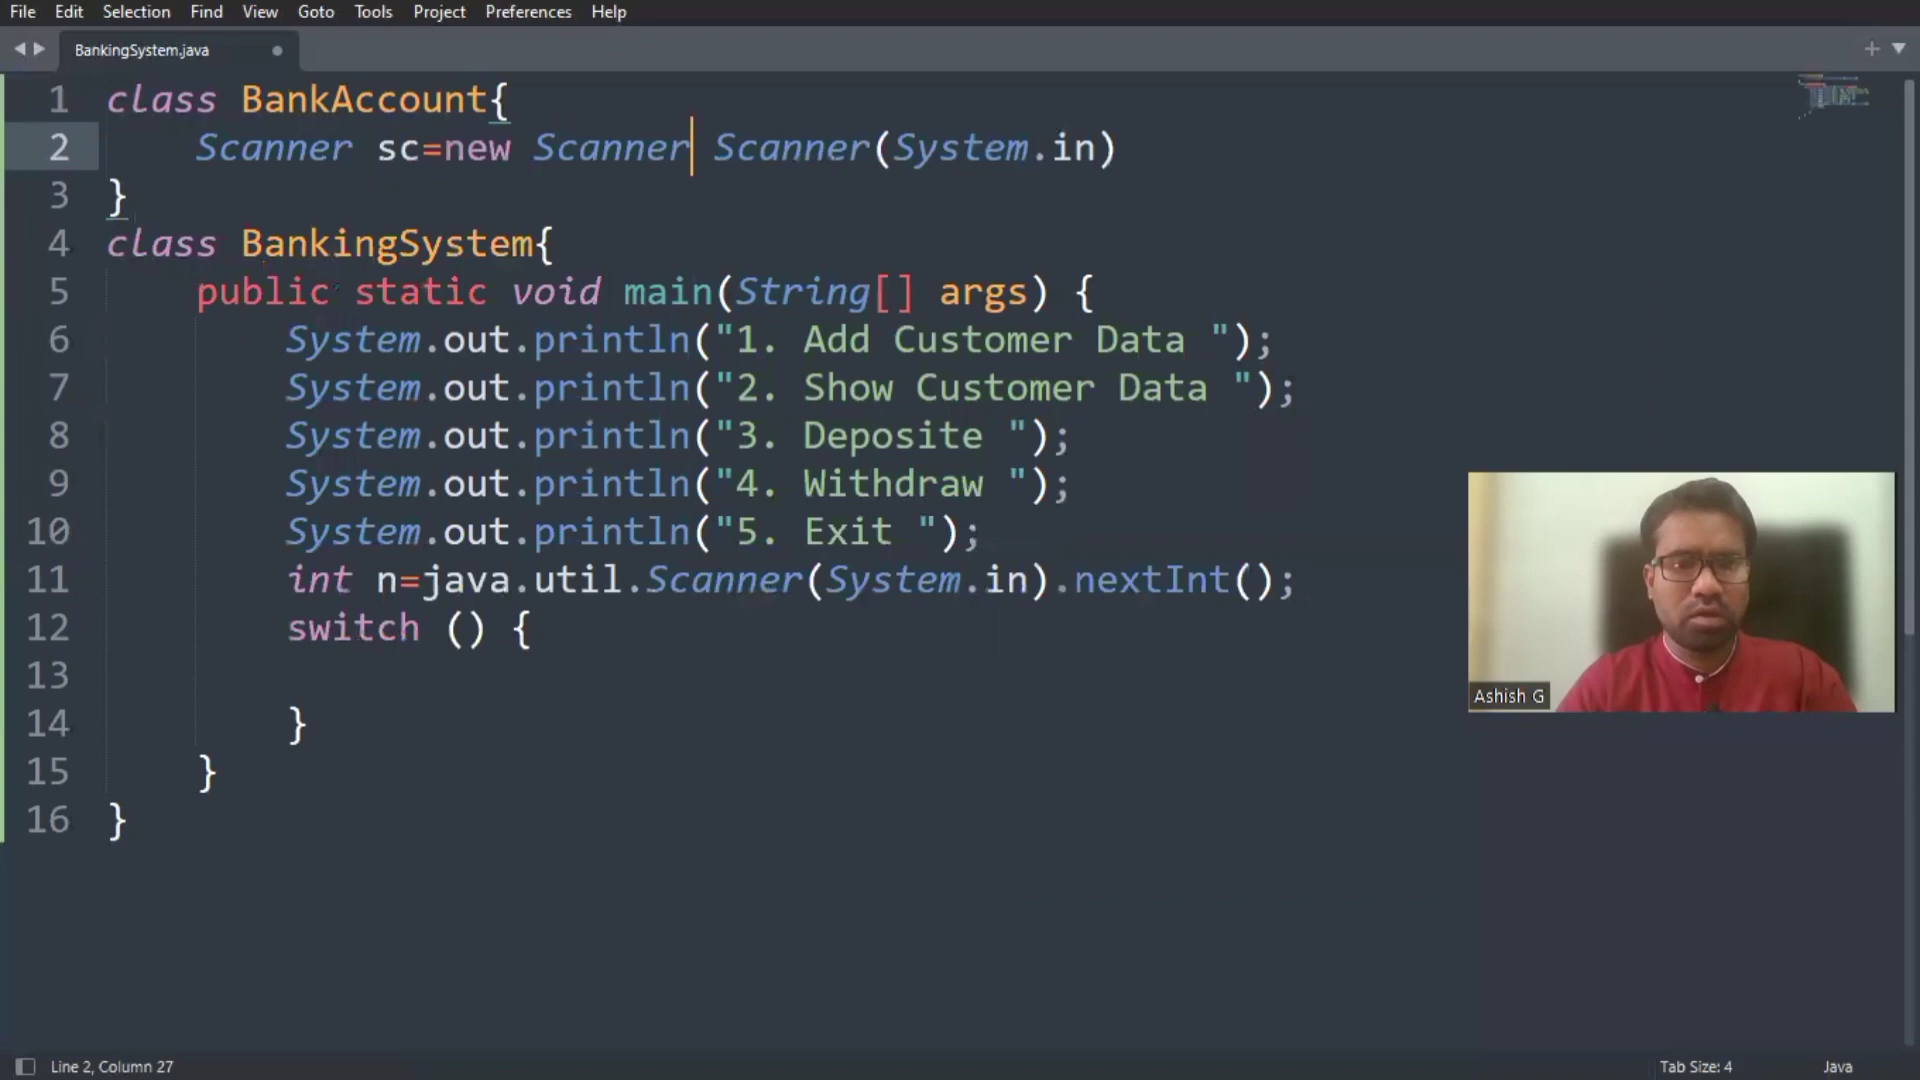 File Edit Selection Find View Goto Tools Project Preferences Help
BankingSystem.java
1 class BankAccount{
2 Scanner sc=new Scanner Scanner(System.in)
3 }
4 class BankingSystem{
5 public static void main(String[] args) {
6 System.out.println("1. Add Customer Data ");
7 System.out.println("2. Show Customer Data ");
8 System.out.println("3. Deposite ");
9 System.out.println("4. Withdraw ");
10 System.out.println("5. Exit ");
11 int n=java.util.Scanner(System.in).nextInt();
12 switch () {
13
14 }
15 }
16 }
Ashish G
Line 2, Column 27 Tab Size: 4 Java